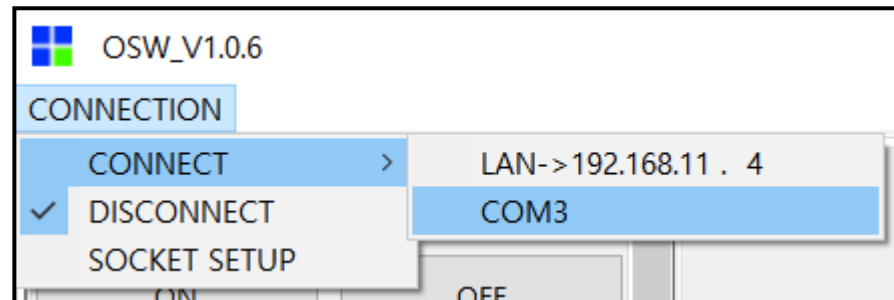 OSW_V1.0.6
CONNECTION
CONNECT > LAN->192.168.11 . 4
DISCONNECT COM3
SOCKET SETUP
ON OFF